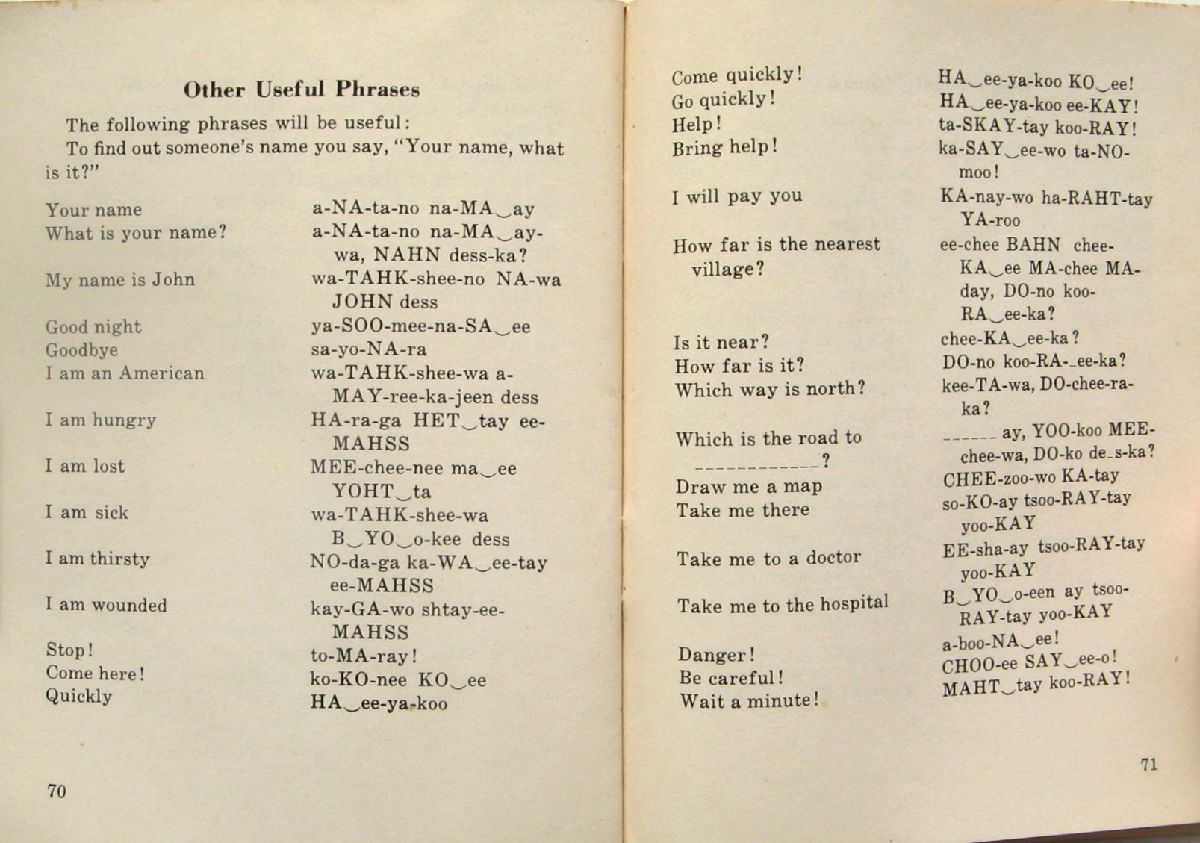 Other Useful Phrases
The following phrases will be useful:
To find out someone's name you say, "Your name, what
is it?"
Your name a-NA-ta-no na-MA‿ay
What is your name? a-NA-ta-no na-MA‿ay-
wa, NAHN dess-ka?
My name is John wa-TAHK-shee-no NA-wa
JOHN dess
Good night ya-SOO-mee-na-SA‿ee
Goodbye sa-yo-NA-ra
I am an American wa-TAHK-shee-wa a-
MAY-ree-ka-jeen dess
I am hungry HA-ra-ga HET‿tay ee-
MAHSS
I am lost MEE-chee-nee ma‿ee
YOHT‿ta
I am sick wa-TAHK-shee-wa
B‿YO‿o-kee dess
I am thirsty NO-da-ga ka-WA‿ee-tay
ee-MAHSS
I am wounded kay-GA-wo shtay-ee-
MAHSS
Stop! to-MA-ray!
Come here! ko-KO-nee KO‿ee
Quickly HA‿ee-ya-koo
70
Come quickly! HA‿ee-ya-koo KO‿ee!
Go quickly! HA‿ee-ya-koo ee-KAY!
Help! ta-SKAY-tay koo-RAY!
Bring help! ka-SAY‿ee-wo ta-NO-
moo!
I will pay you KA-nay-wo ha-RAHT-tay
YA-roo
How far is the nearest ee-chee BAHN chee-
village? KA‿ee MA-chee MA-
day, DO-no koo-
RA‿ee-ka?
Is it near? chee-KA‿ee-ka?
How far is it? DO-no koo-RA-‿ee-ka?
Which way is north? kee-TA-wa, DO-chee-ra-
ka?
Which is the road to ______ ay, YOO-koo MEE-
____________? chee-wa, DO-ko de_s-ka?
Draw me a map CHEE-zoo-wo KA-tay
Take me there so-KO-ay tsoo-RAY-tay
yoo-KAY
Take me to a doctor EE-sha-ay tsoo-RAY-tay
yoo-KAY
Take me to the hospital B‿YO‿o-een ay tsoo-
RAY-tay yoo-KAY
Danger! a-boo-NA‿ee!
Be careful! CHOO-ee SAY‿ee-o!
Wait a minute! MAHT‿tay koo-RAY!
71